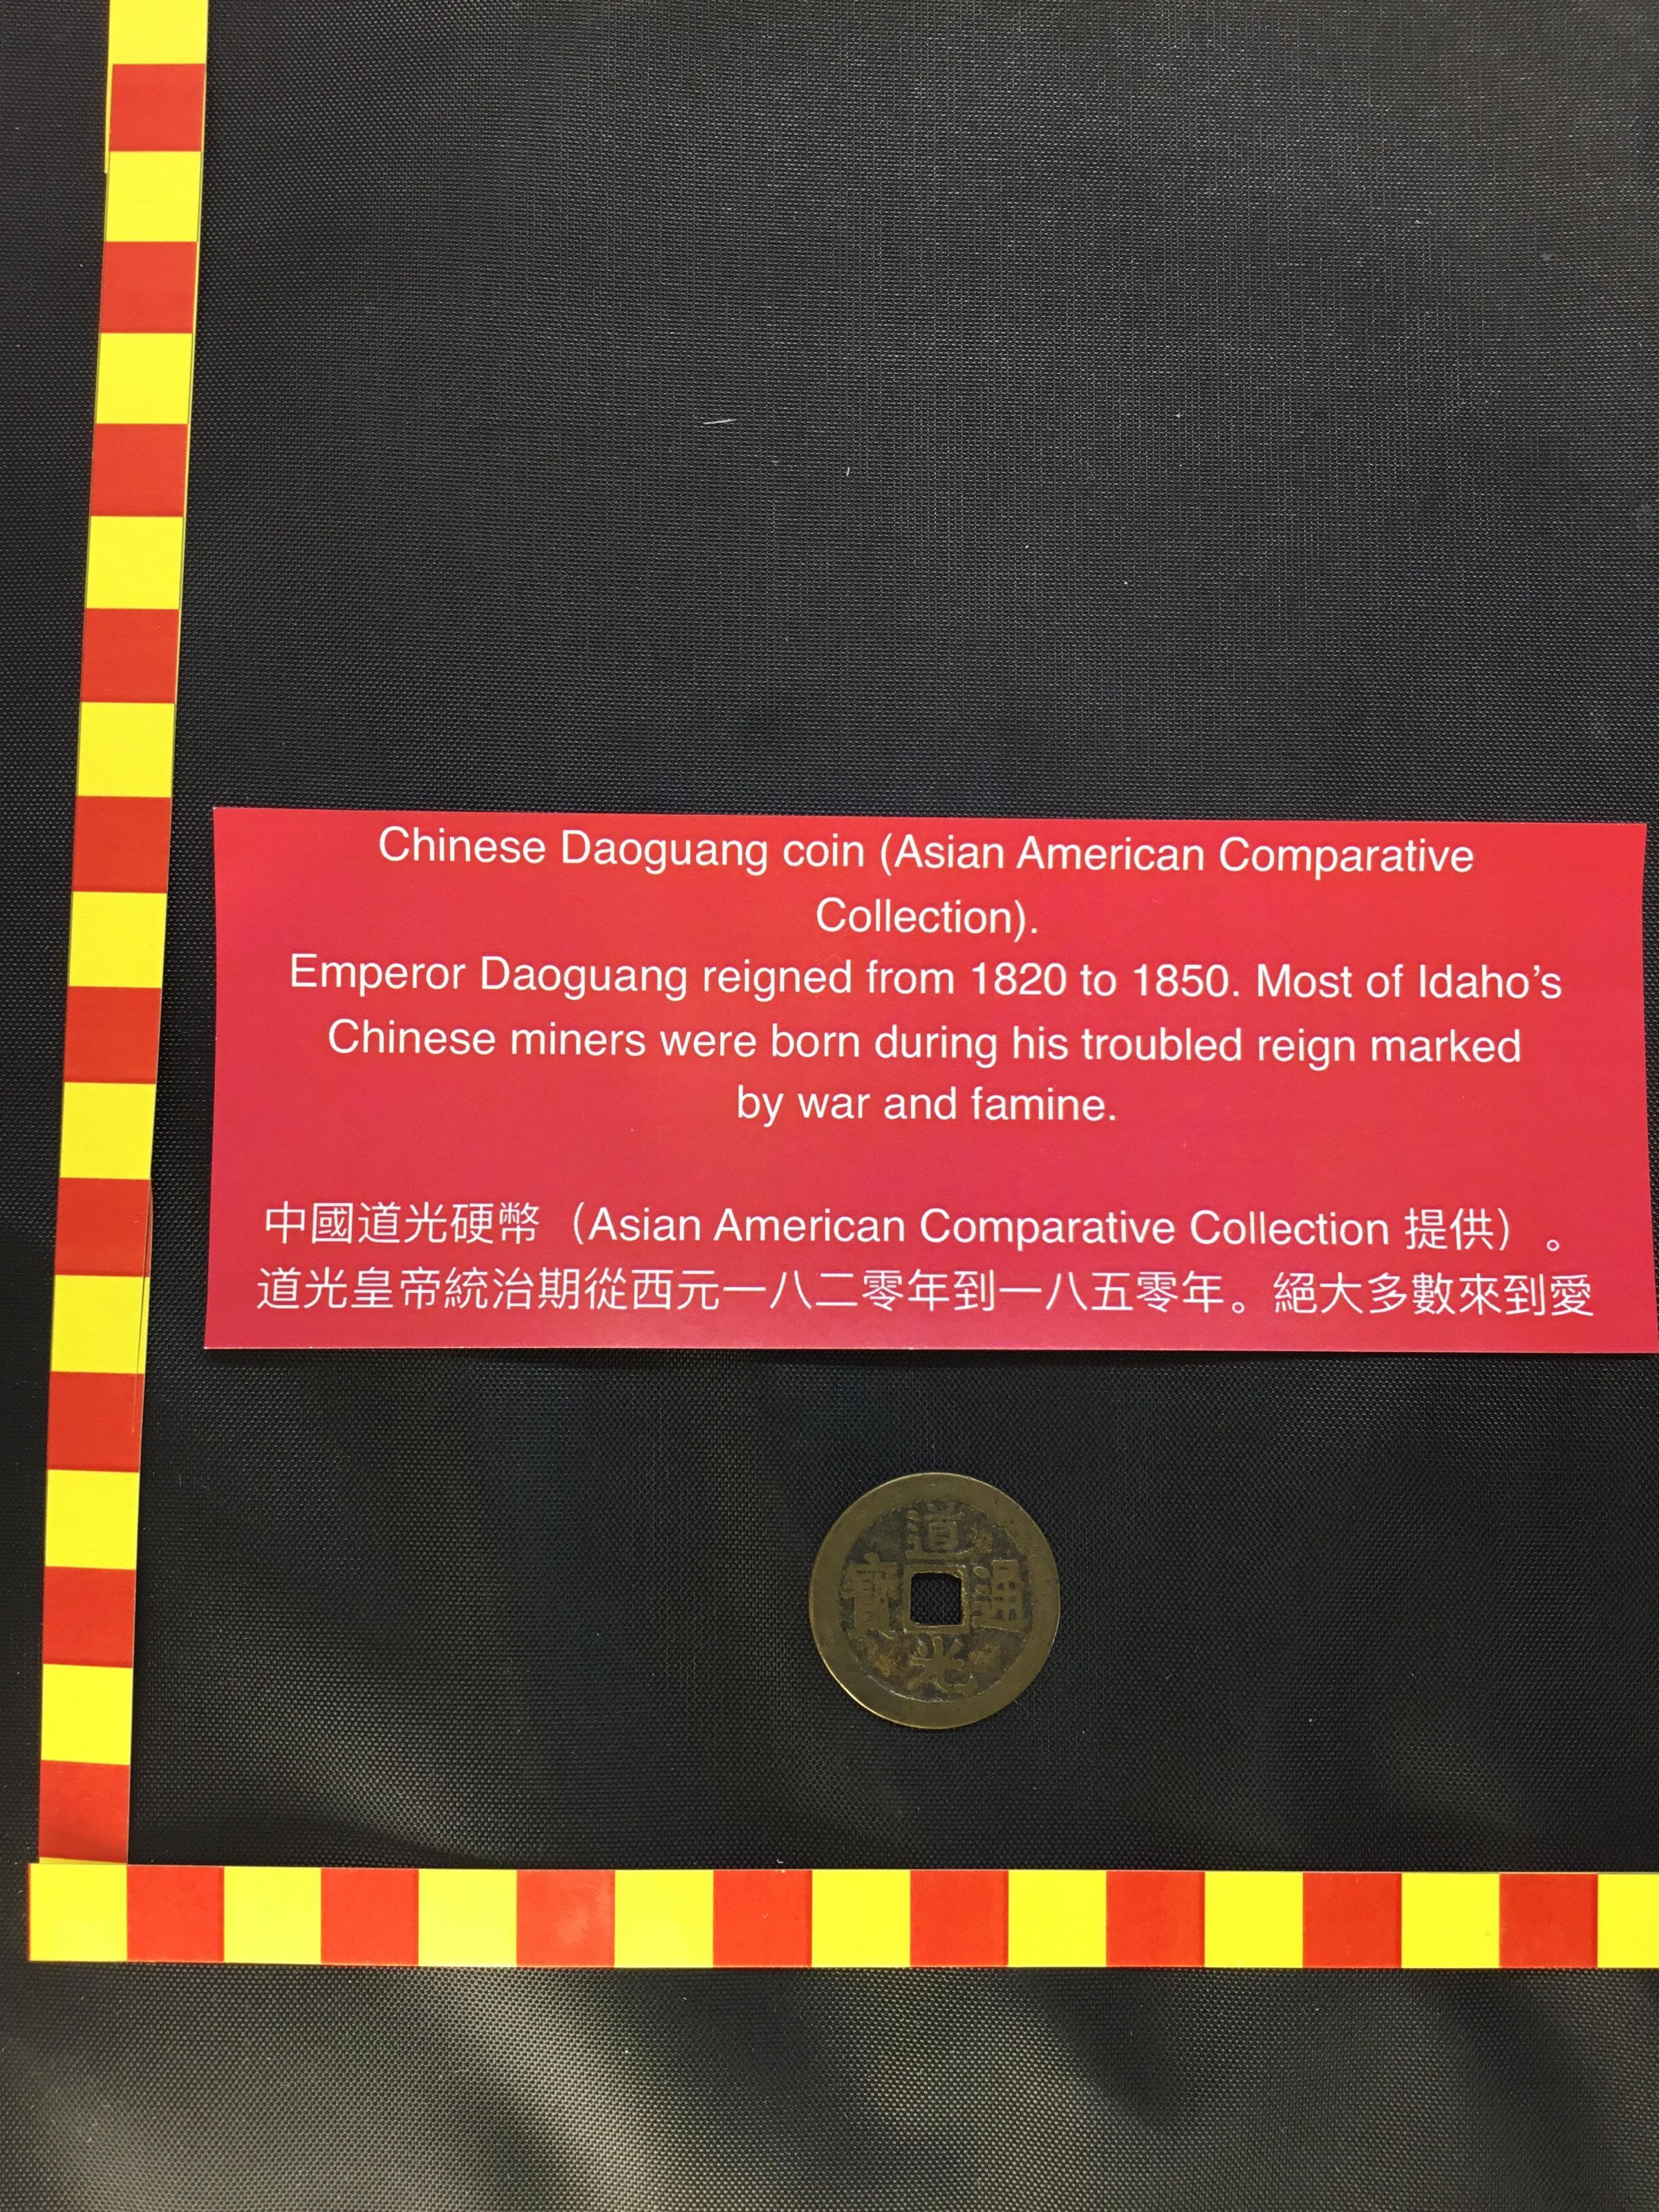 Chinese Daoguang coin (Asian American Comparative
Collection).
Emperor Daoguang reigned from 1820 to 1850. Most of Idaho’s
Chinese miners were born during his troubled reign marked
by war and famine.
中國道光硬幣（Asian American Comparative Collection 提供）。
道光皇帝統治期從西元一八二零年到一八五零年。絕大多數來到愛
道
寶 通
光